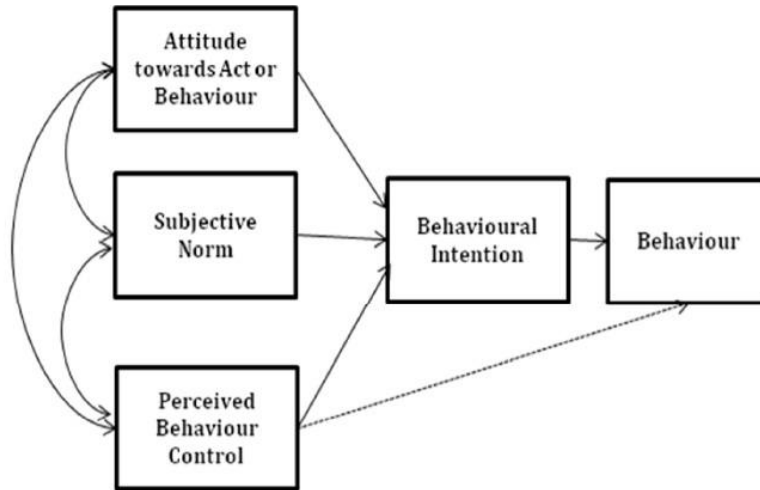 Attitude
towards Act or
Behaviour
Subjective
Norm
Behavioural
Intention
Behaviour
Perceived
Behaviour
Control